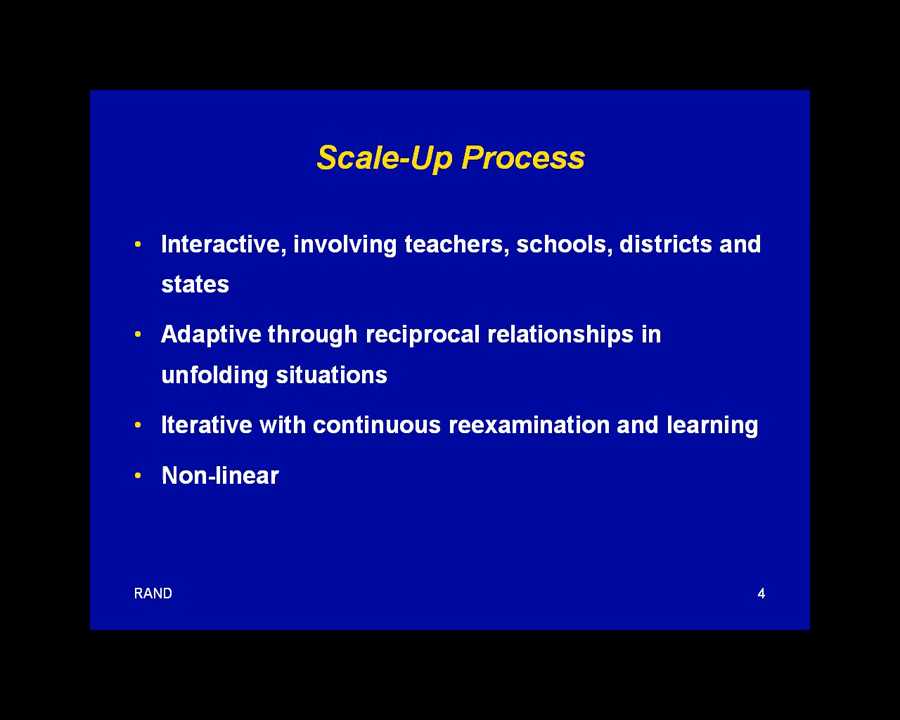 Scale-Up Process
• Interactive, involving teachers, schools, districts and
states
• Adaptive through reciprocal relationships in
unfolding situations
• Iterative with continuous reexamination and learning
• Non-linear
RAND
4